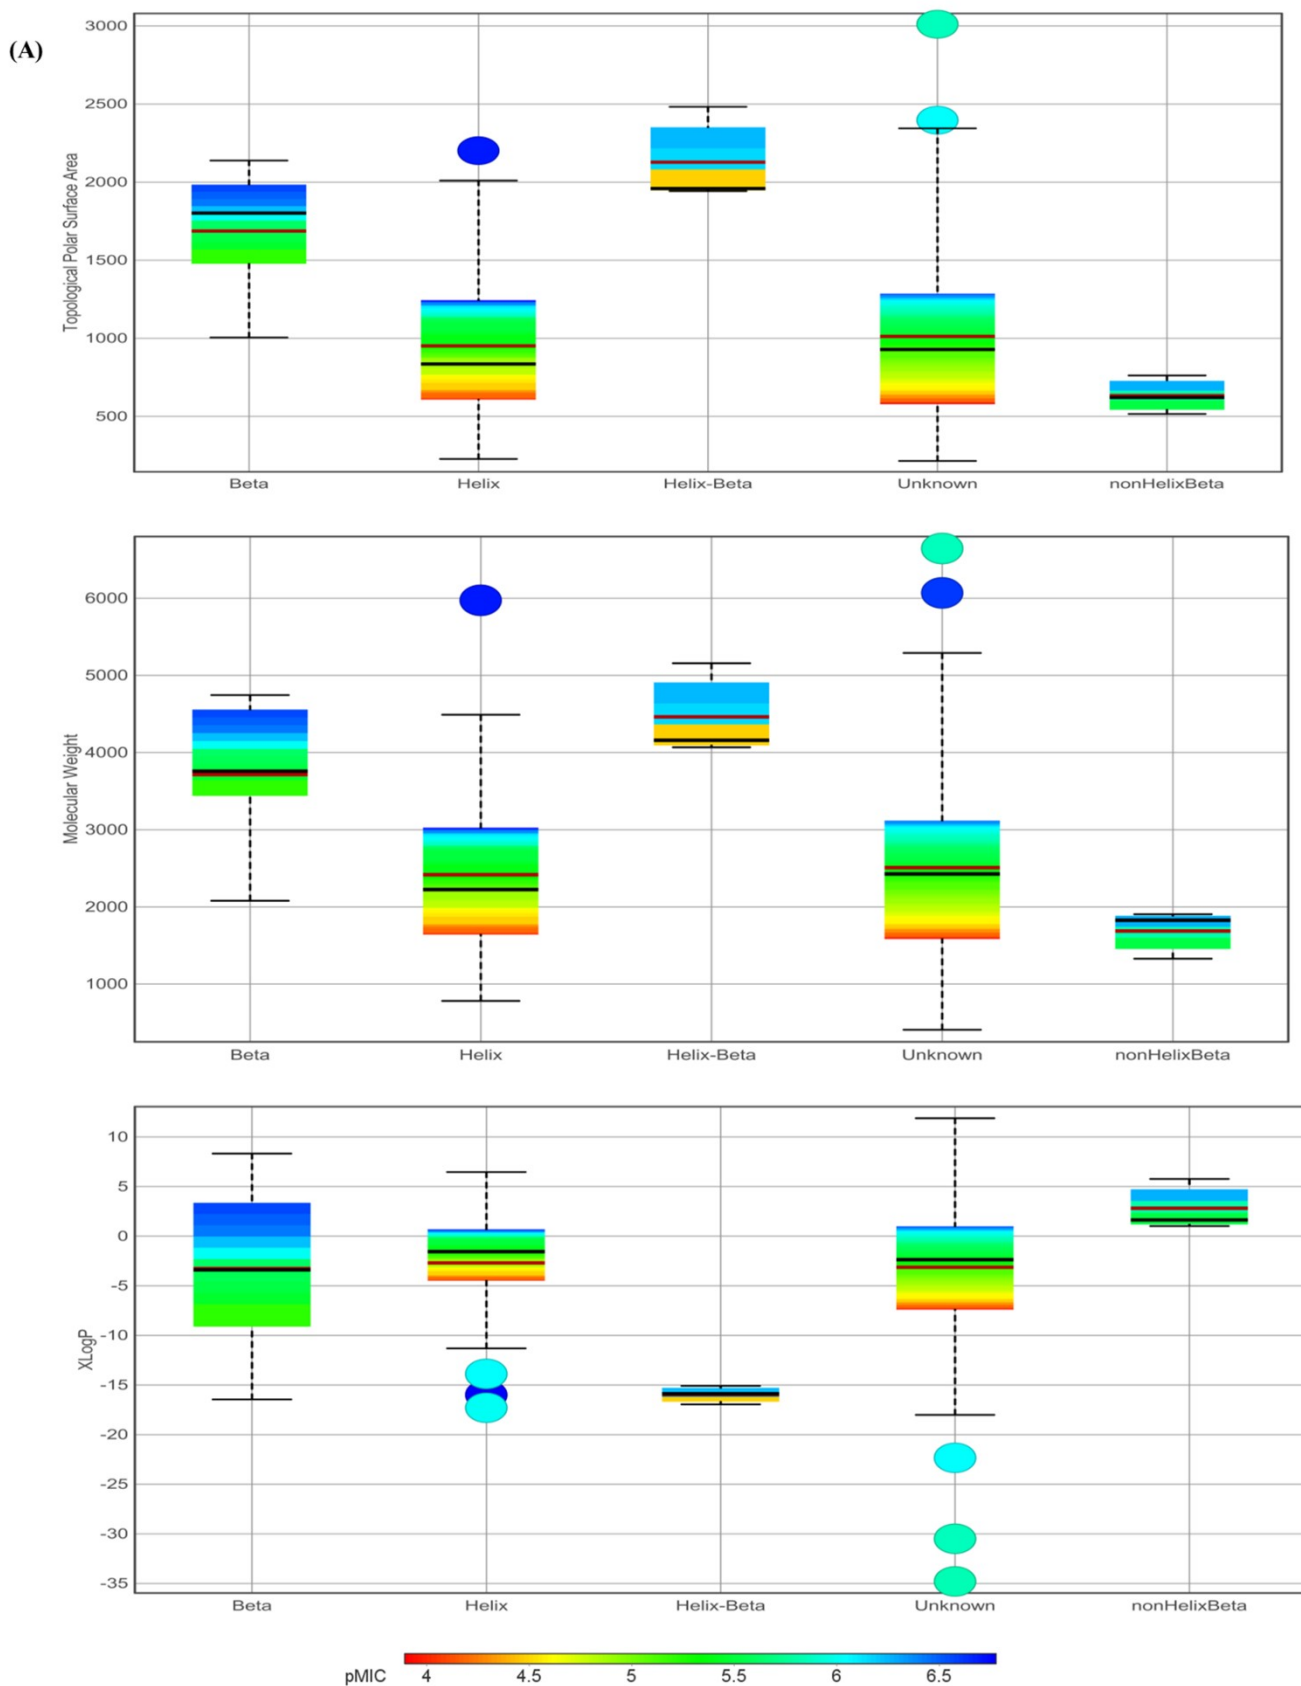 (A)
Topological Polar Surface Area
3000
2500
2000
1500
1000
500
Beta Helix Helix-Beta Unknown nonHelixBeta
Molecular Weight
6000
5000
4000
3000
2000
1000
Beta Helix Helix-Beta Unknown nonHelixBeta
XLogP
10
5
0
-5
-10
-15
-20
-25
-30
-35
Beta Helix Helix-Beta Unknown nonHelixBeta
pMIC 4 4.5 5 5.5 6 6.5